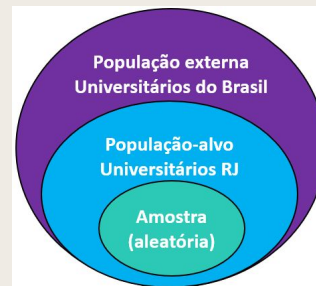 População externa
Universitários do Brasil
População-alvo
Universitários RJ
Amostra
(aleatória)